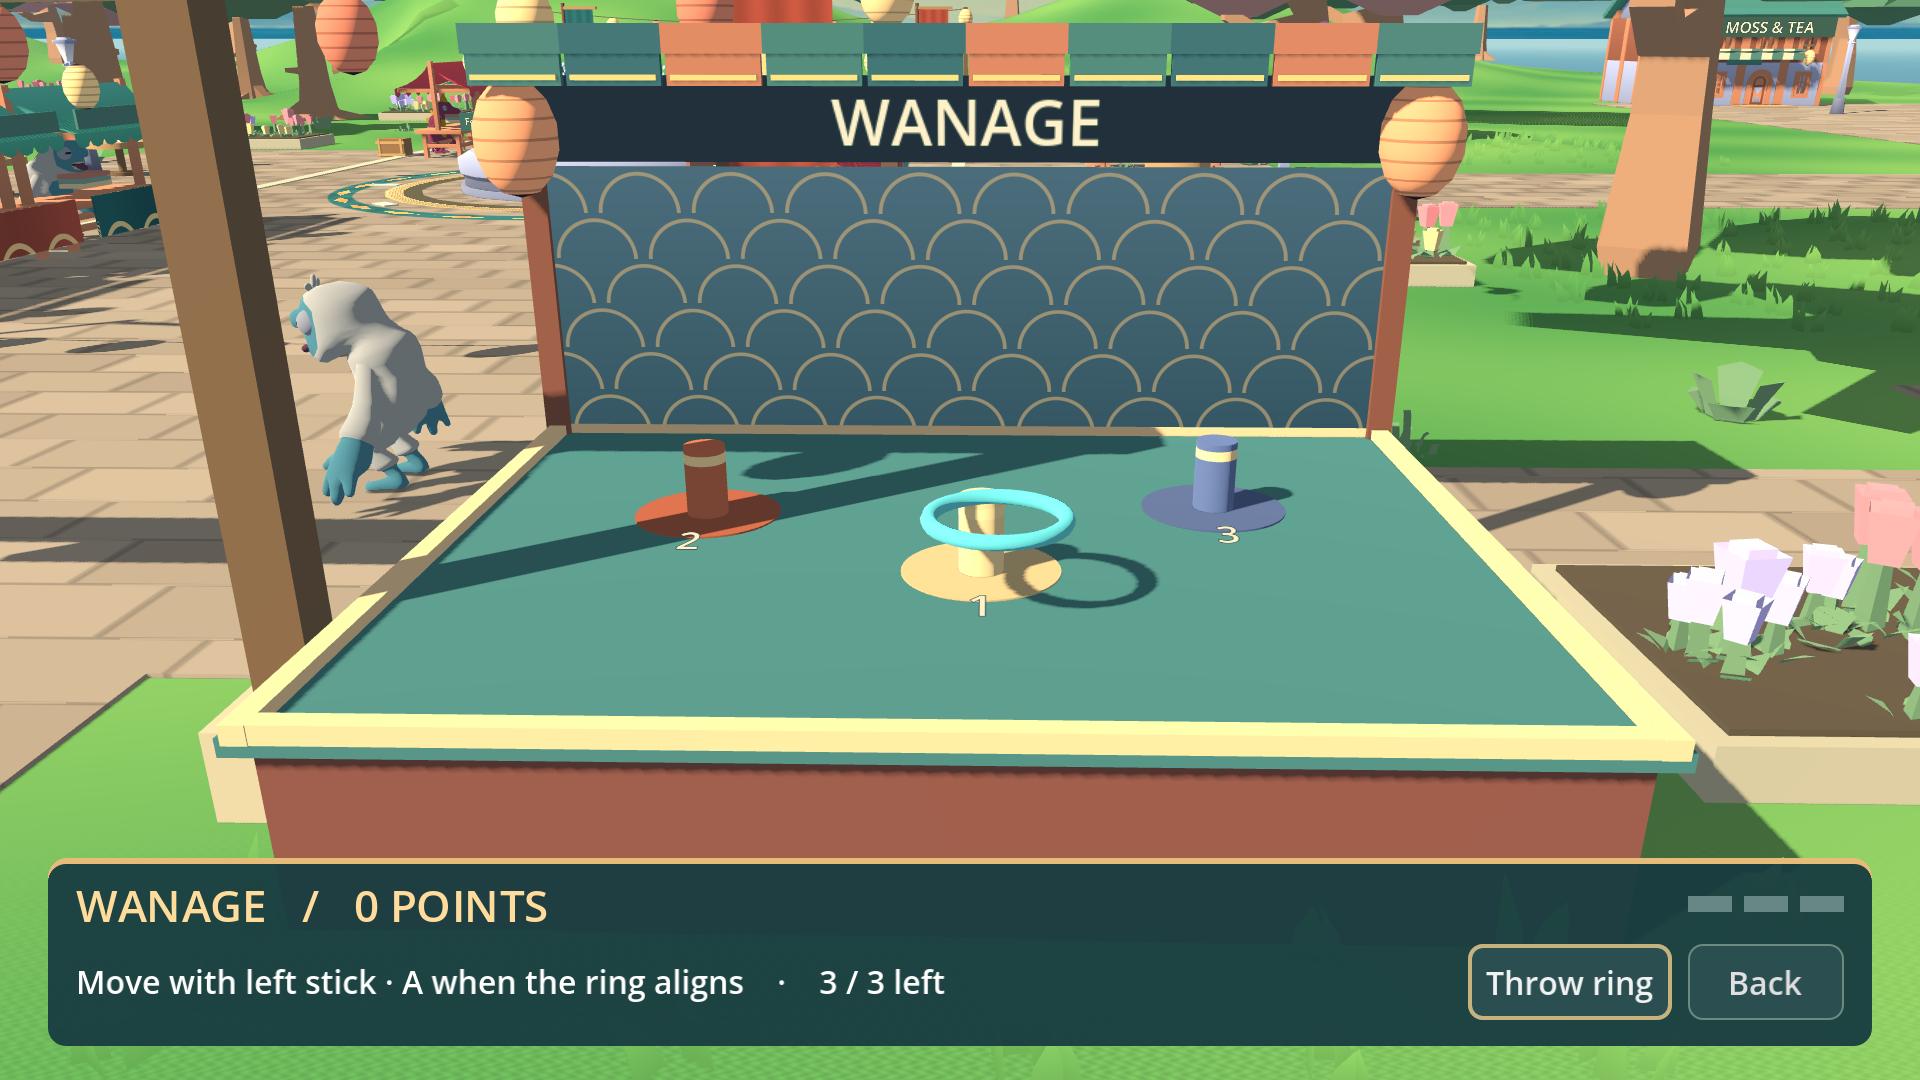 MOSS & TEA
WANAGE
2
3
1
WANAGE / 0 POINTS
Move with left stick · A when the ring aligns · 3 / 3 left
Throw ring
Back